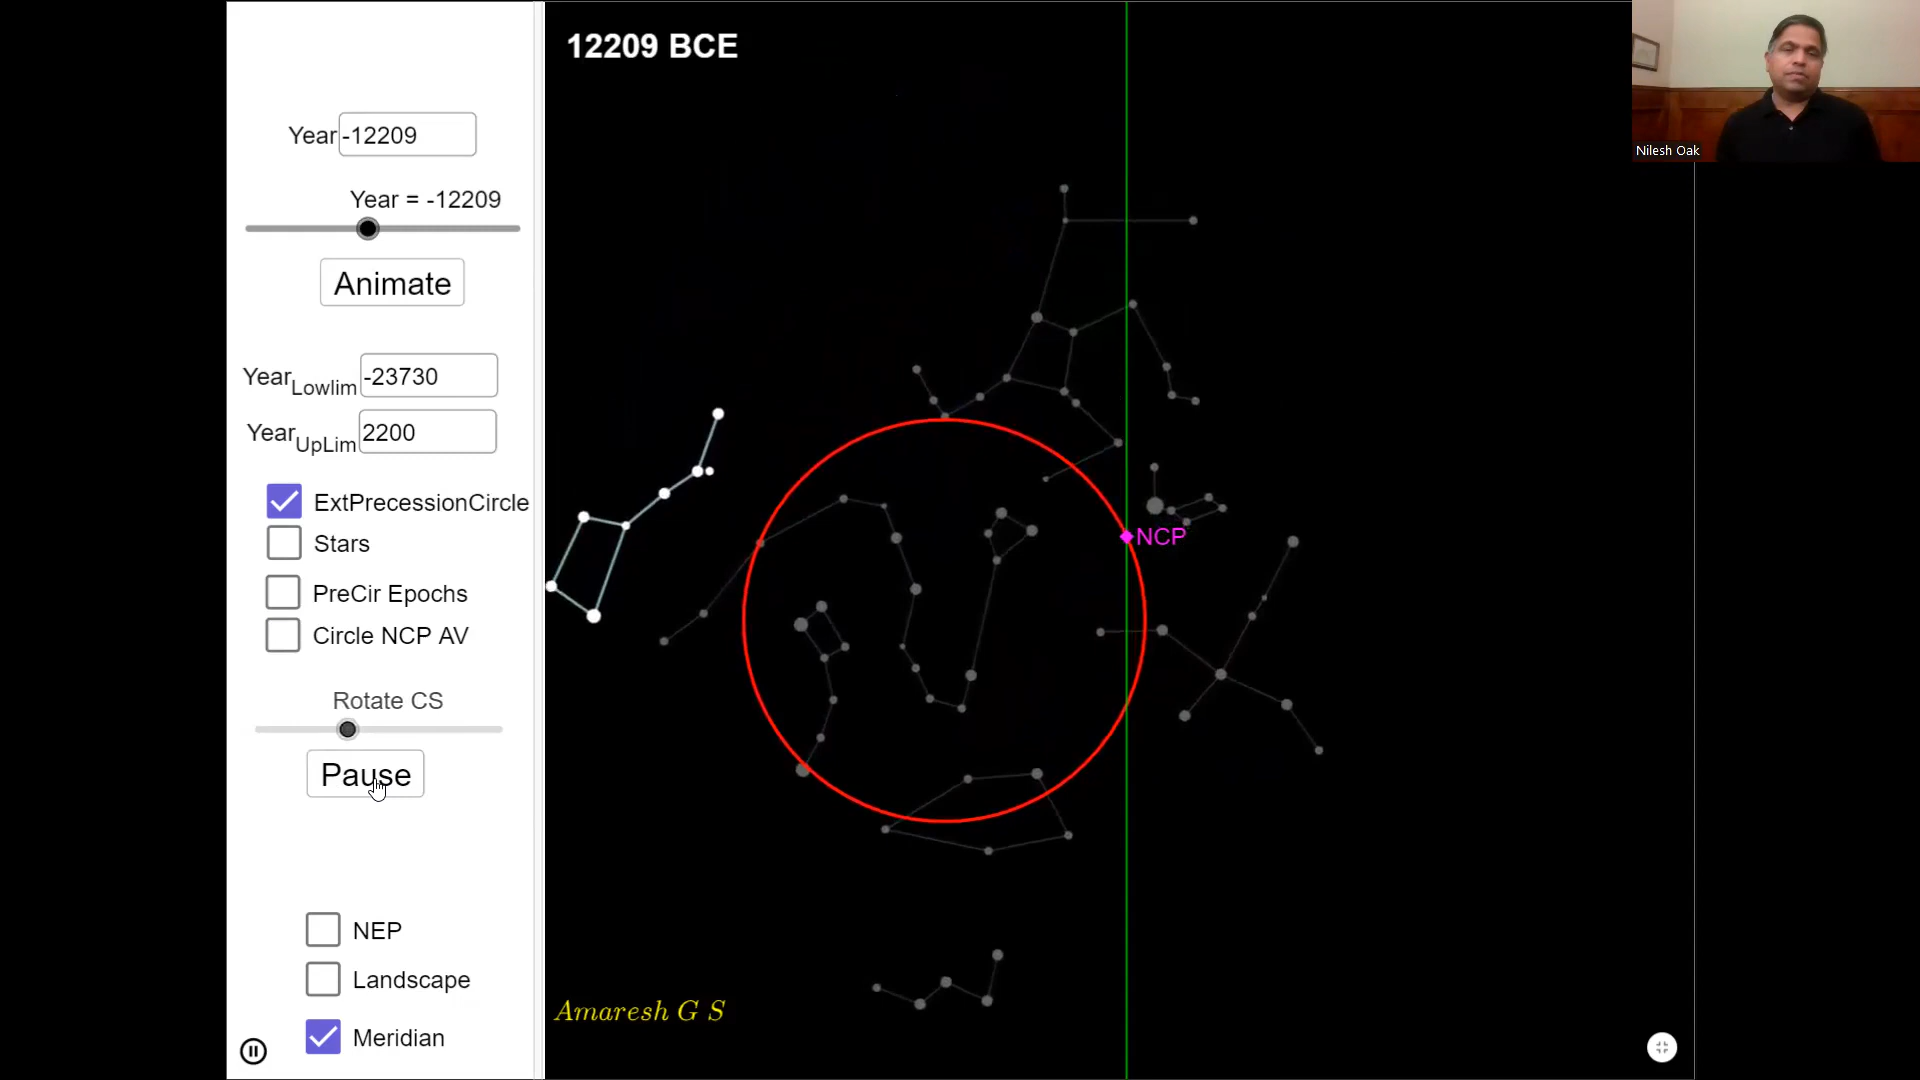 12209 BCE
Year -12209
Year = -12209
Animate
Year Lowlim -23730
Year UpLim 2200
ExtPrecessionCircle
Stars
PreCir Epochs
Circle NCP AV
Rotate CS
Pause
NEP
Landscape
Meridian
NCP
Amaresh G S
Nilesh Oak